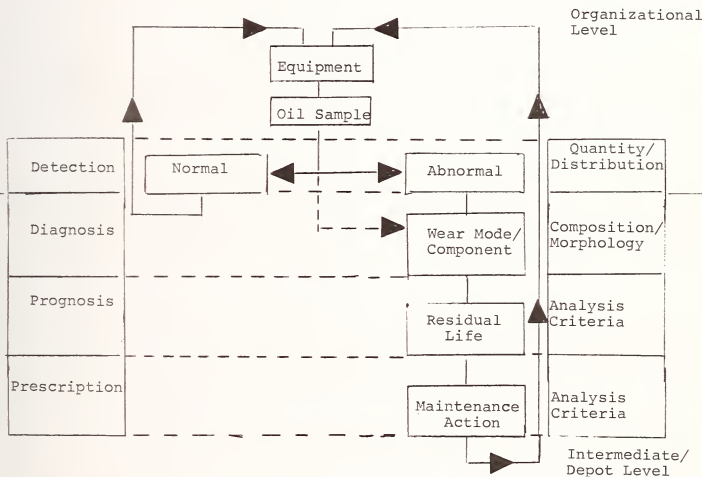 Organizational
Level
Equipment
Oil Sample
Detection
Normal
Abnormal
Quantity/
Distribution
Diagnosis
Wear Mode/
Component
Composition/
Morphology
Prognosis
Residual
Life
Analysis
Criteria
Prescription
Maintenance
Action
Analysis
Criteria
Intermediate/
Depot Level